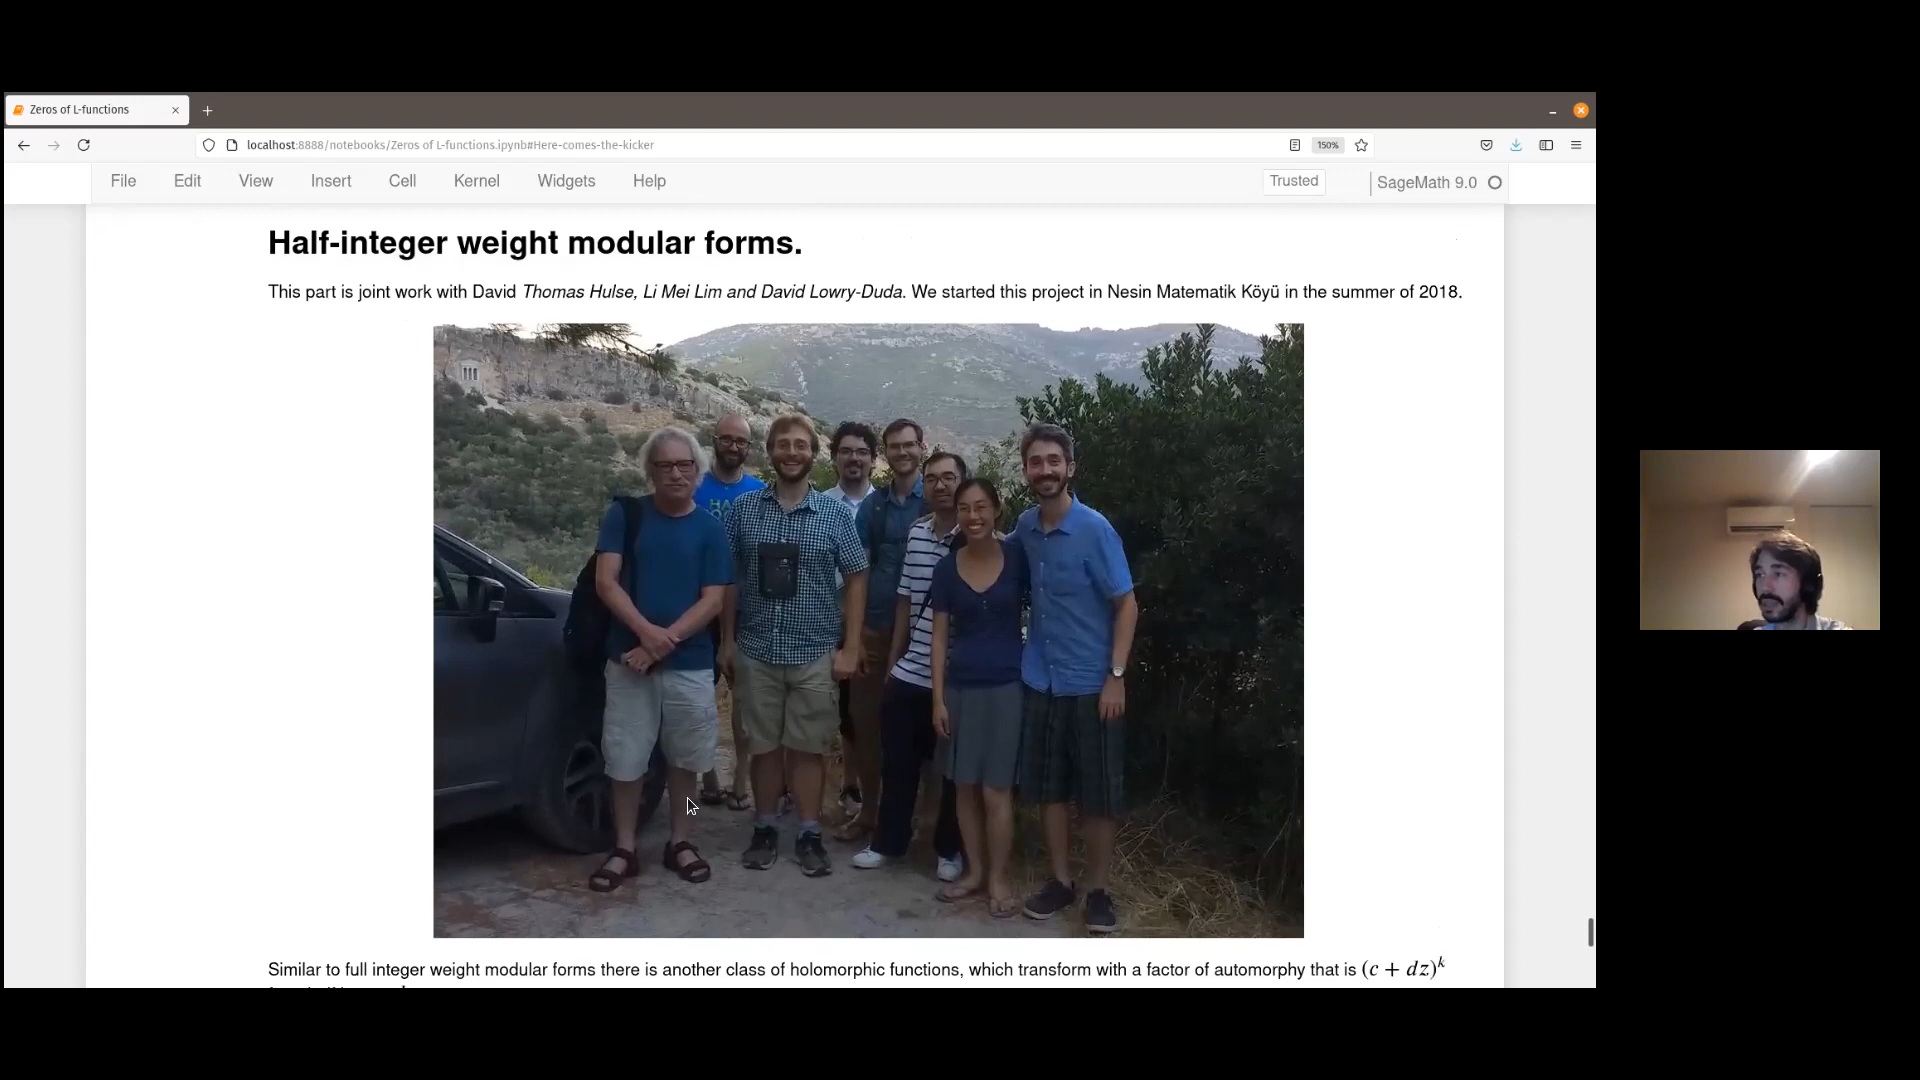 Zeros of L-functions
localhost:8888/notebooks/Zeros of L-functions.ipynb#Here-comes-the-kicker
150%
File Edit View Insert Cell Kernel Widgets Help
Trusted
SageMath 9.0
Half-integer weight modular forms.
This part is joint work with David Thomas Hulse, Li Mei Lim and David Lowry-Duda. We started this project in Nesin Matematik Köyü in the summer of 2018.
Similar to full integer weight modular forms there is another class of holomorphic functions, which transform with a factor of automorphy that is (c + dz)^k